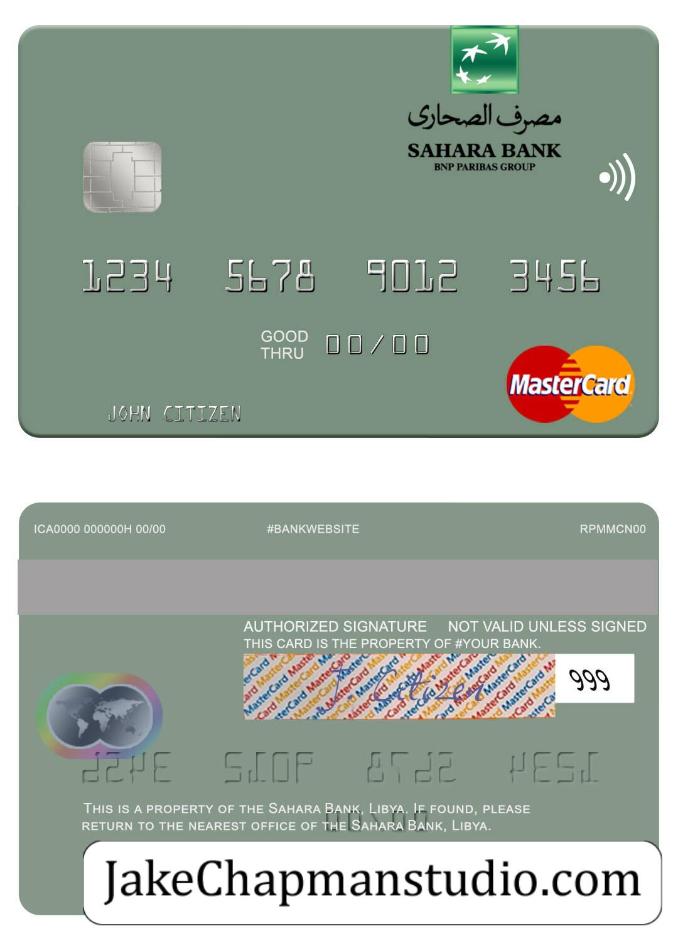 مصرف الصحارى
SAHARA BANK
BNP PARIBAS GROUP
1234 5678 9012 3456
GOOD
THRU 00/00
MasterCard
JOHN CITIZEN
ICA0000 000000H 00/00 #BANKWEBSITE RPMMCN00
AUTHORIZED SIGNATURE NOT VALID UNLESS SIGNED
THIS CARD IS THE PROPERTY OF #YOUR BANK.
J Citizen 999
THIS IS A PROPERTY OF THE SAHARA BANK, LIBYA. IF FOUND, PLEASE
RETURN TO THE NEAREST OFFICE OF THE SAHARA BANK, LIBYA.
JakeChapmanstudio.com